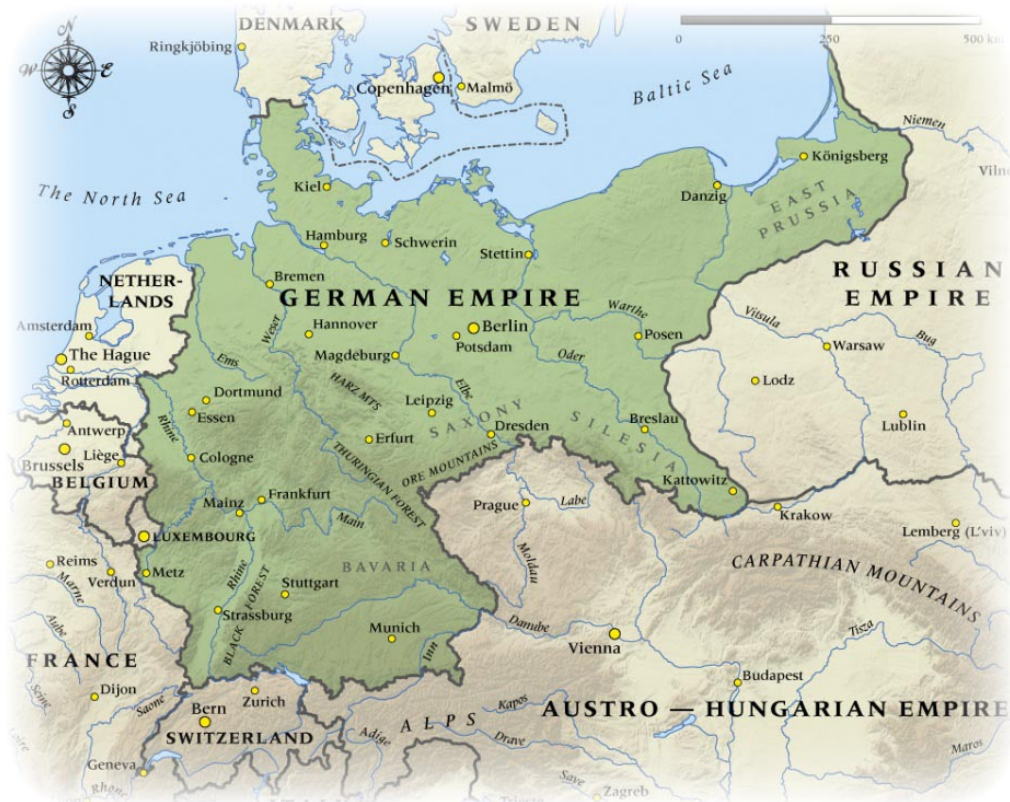 N
W
E
S
DENMARK
SWEDEN
0
250
500 km
Ringkjöbing
Copenhagen
Malmö
Baltic Sea
Niemen
Königsberg
Kiel
Danzig
EAST
PRUSSIA
The North Sea
Hamburg
Schwerin
Stettin
Bremen
NETHER-
LANDS
GERMAN EMPIRE
RUSSIAN
EMPIRE
Amsterdam
The Hague
Rotterdam
Weser
Hannover
Berlin
Potsdam
Warthe
Posen
Vitsula
Bug
Warsaw
Ems
Magdeburg
Oder
Elbe
HARZ MTS
Lodz
Dortmund
Essen
Leipzig
SAXONY
SILESIA
Breslau
Lublin
Antwerp
Rhine
Erfurt
Dresden
Brussels
Liège
BELGIUM
Cologne
THURINGIAN FOREST
ORE MOUNTAINS
Kattowitz
Mainz
Frankfurt
Main
Prague
Labe
Krakow
Lemberg (L'viv)
LUXEMBOURG
Reims
Marne
Verdun
Metz
Rhine
BLACK FOREST
Stuttgart
BAVARIA
Moldau
CARPATHIAN MOUNTAINS
Aube
Strassburg
Munich
Inn
Danube
Vienna
Tisza
FRANCE
Seine
Dijon
Saone
Zurich
Bern
SWITZERLAND
Budapest
Kapos
AUSTRO — HUNGARIAN EMPIRE
ALPS
Adige
Drave
Maros
Geneva
Rhone
Save
Zagreb